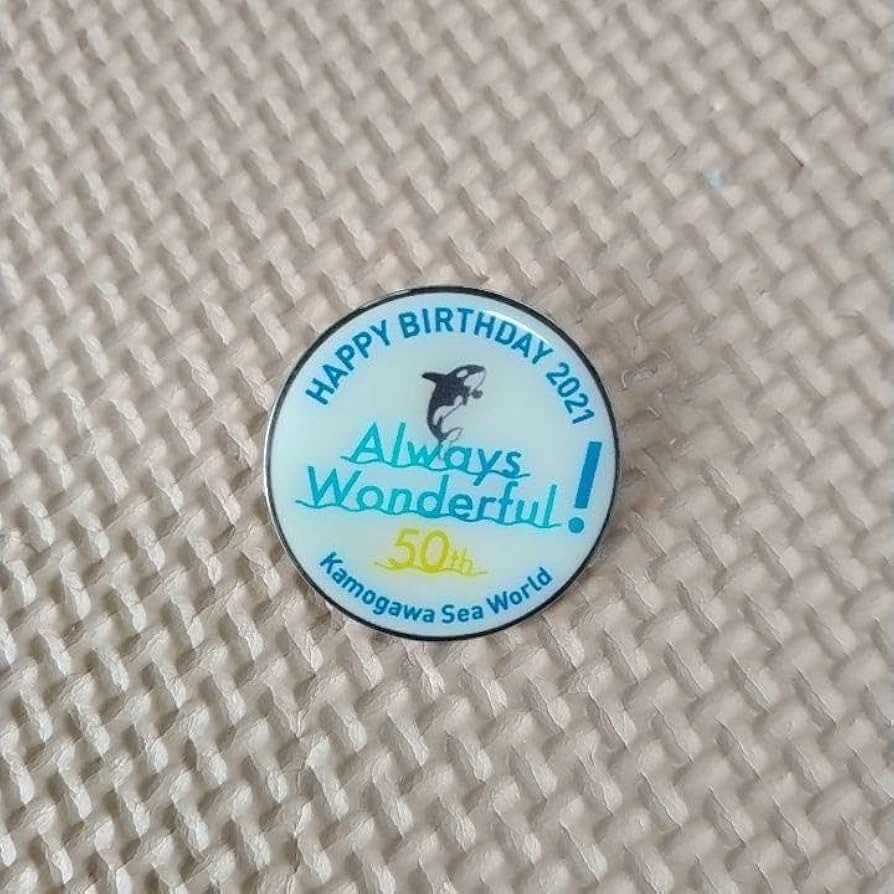 HAPPY BIRTHDAY 2021
Always
Wonderful!
50th
Kamogawa Sea World